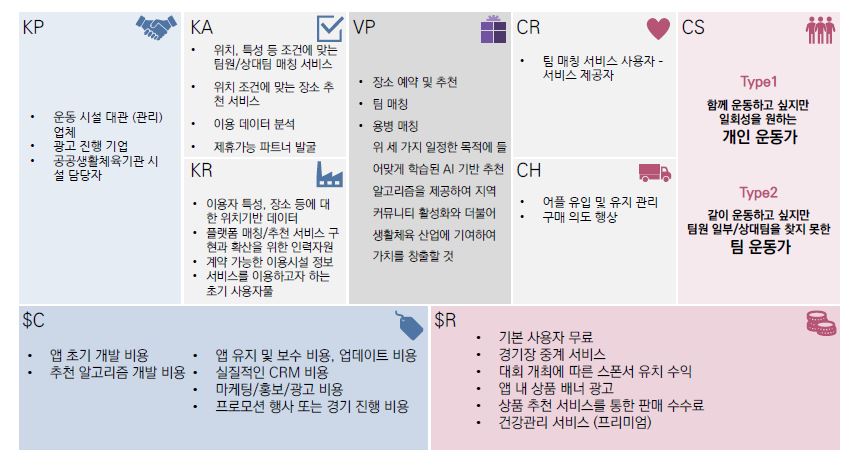 KP
운동 시설 대관 (관리)
업체
광고 진행 기업
공공생활체육기관 시
설 담당자
KA
위치, 특성 등 조건에 맞는
팀원/상대팀 매칭 서비스
위치 조건에 맞는 장소 추
천 서비스
이용 데이터 분석
제휴가능 파트너 발굴
KR
이용자 특성, 장소 등에 대
한 위치기반 데이터
플랫폼 매칭/추천 서비스 구
현과 확산을 위한 인력자원
계약 가능한 이용시설 정보
서비스를 이용하고자 하는
초기 사용자풀
VP
장소 예약 및 추천
팀 매칭
용병 매칭
위 세 가지 일정한 목적에 들
어맞게 학습된 AI 기반 추천
알고리즘을 제공하여 지역
커뮤니티 활성화와 더불어
생활체육 산업에 기여하여
가치를 창출할 것
CR
팀 매칭 서비스 사용자 –
서비스 제공자
CH
어플 유입 및 유지 관리
구매 의도 행상
CS
Type1
함께 운동하고 싶지만
일회성을 원하는
개인 운동가
Type2
같이 운동하고 싶지만
팀원 일부/상대팀을 찾지 못한
팀 운동가
$C
앱 초기 개발 비용
추천 알고리즘 개발 비용
앱 유지 및 보수 비용, 업데이트 비용
실질적인 CRM 비용
마케팅/홍보/광고 비용
프로모션 행사 또는 경기 진행 비용
$R
기본 사용자 무료
경기장 중계 서비스
대회 개최에 따른 스폰서 유치 수익
앱 내 상품 배너 광고
상품 추천 서비스를 통한 판매 수수료
건강관리 서비스 (프리미엄)